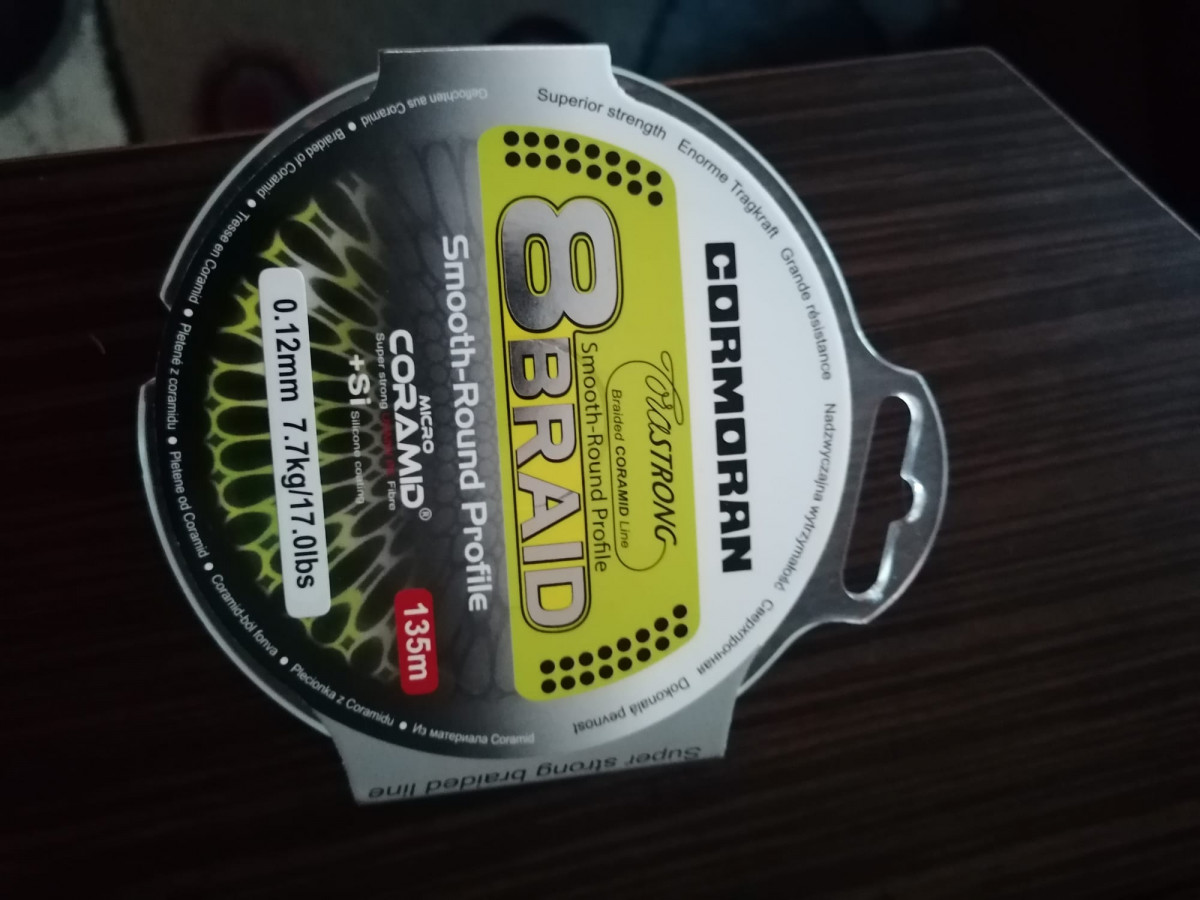 Superior strength Enorme Tragkraft Grande résistance Nadzwyczajna wytrzymałość Сверхпрочная Dokonalá pevnost
CORMORAN
CORASTRONG
Braided CORAMID Line
Smooth-Round Profile
8 BRAID
Smooth-Round Profile
135m
MICRO
CORAMID®
Super strong Fibre
+Si Silicone coating
0.12mm 7.7kg/17.0lbs
Geflochten aus Coramid • Braided of Coramid • Tresse en Coramid • Pletené z coramidu • Pletene od Coramid • Coramid-ból fonva • Plecionka z Coramidu • Из материала Coramid
Super strong braided line